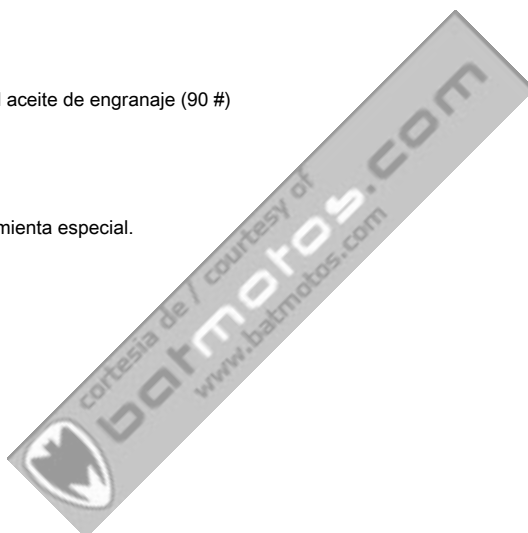 aceite de engranaje (90 #)
mienta especial.
cortesia de / courtesy of
batmotos.com
www.batmotos.com